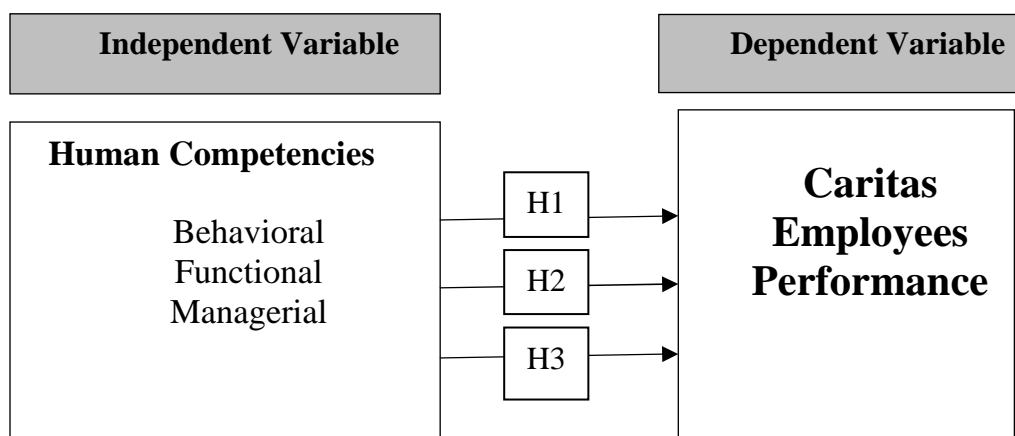 Independent Variable
Dependent Variable
Human Competencies
Behavioral
Functional
Managerial
H1
H2
H3
Caritas
Employees
Performance